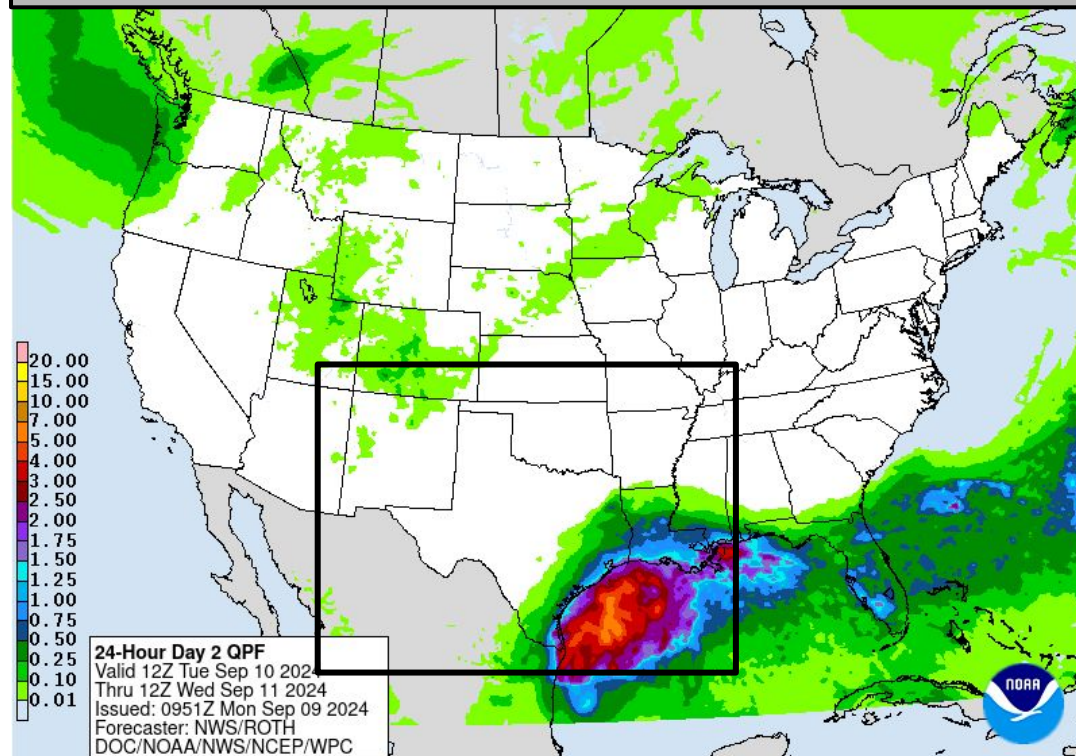 20.00
15.00
10.00
7.00
5.00
4.00
3.00
2.50
2.00
1.75
1.50
1.25
1.00
0.75
0.50
0.25
0.10
0.01
24-Hour Day 2 QPF
Valid 12Z Tue Sep 10 2024
Thru 12Z Wed Sep 11 2024
Issued: 0951Z Mon Sep 09 2024
Forecaster: NWS/ROTH
DOC/NOAA/NWS/NCEP/WPC
NOAA